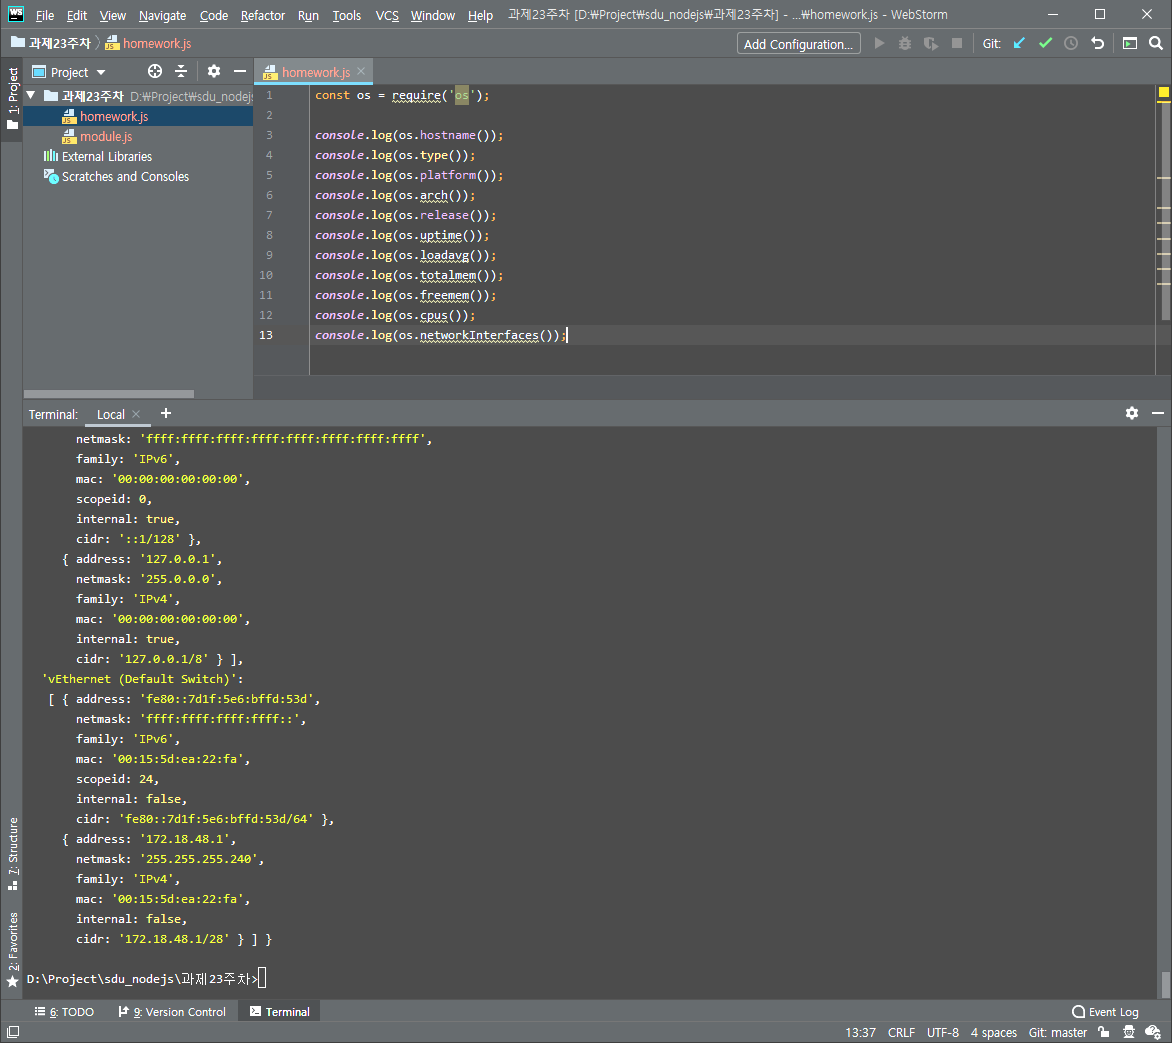 WS File Edit View Navigate Code Refactor Run Tools VCS Window Help 과제23주차 [D:₩Project₩sdu_nodejs₩과제23주차] - ...₩homework.js - WebStorm
과제23주차 homework.js Add Configuration... Git:
1: Project
Project
과제23주차 D:₩Project₩sdu_nodejs
homework.js
module.js
External Libraries
Scratches and Consoles
homework.js
1 const os = require('os');
2
3 console.log(os.hostname());
4 console.log(os.type());
5 console.log(os.platform());
6 console.log(os.arch());
7 console.log(os.release());
8 console.log(os.uptime());
9 console.log(os.loadavg());
10 console.log(os.totalmem());
11 console.log(os.freemem());
12 console.log(os.cpus());
13 console.log(os.networkInterfaces());
Terminal: Local
netmask: 'ffff:ffff:ffff:ffff:ffff:ffff:ffff:ffff',
family: 'IPv6',
mac: '00:00:00:00:00:00',
scopeid: 0,
internal: true,
cidr: '::1/128' },
{ address: '127.0.0.1',
netmask: '255.0.0.0',
family: 'IPv4',
mac: '00:00:00:00:00:00',
internal: true,
cidr: '127.0.0.1/8' } ],
'vEthernet (Default Switch)':
[ { address: 'fe80::7d1f:5e6:bffd:53d',
netmask: 'ffff:ffff:ffff:ffff::',
family: 'IPv6',
mac: '00:15:5d:ea:22:fa',
scopeid: 24,
internal: false,
cidr: 'fe80::7d1f:5e6:bffd:53d/64' },
{ address: '172.18.48.1',
netmask: '255.255.255.240',
family: 'IPv4',
mac: '00:15:5d:ea:22:fa',
internal: false,
cidr: '172.18.48.1/28' } ] }
D:\Project\sdu_nodejs\과제23주차>
7: Structure
2: Favorites
6: TODO 9: Version Control Terminal Event Log
13:37 CRLF UTF-8 4 spaces Git: master